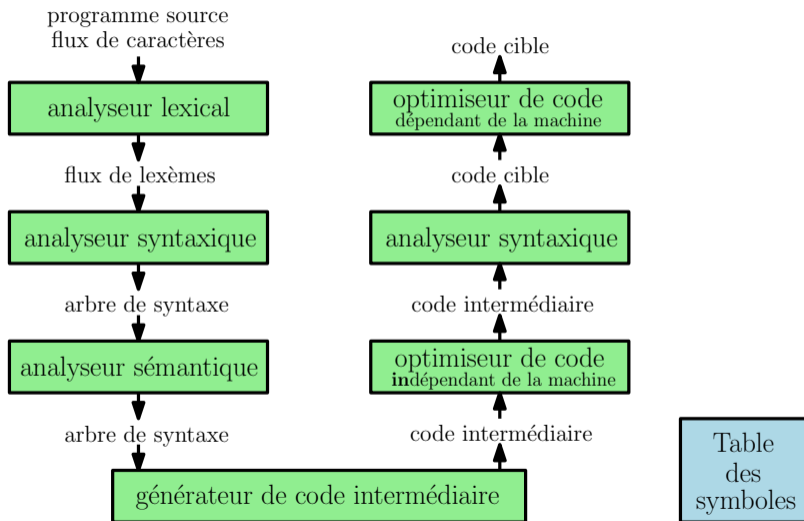 programme source
flux de caractères
analyseur lexical
flux de lexèmes
analyseur syntaxique
arbre de syntaxe
analyseur sémantique
arbre de syntaxe
générateur de code intermédiaire
code intermédiaire
optimiseur de code
indépendant de la machine
code intermédiaire
analyseur syntaxique
code cible
optimiseur de code
dépendant de la machine
code cible
Table
des
symboles